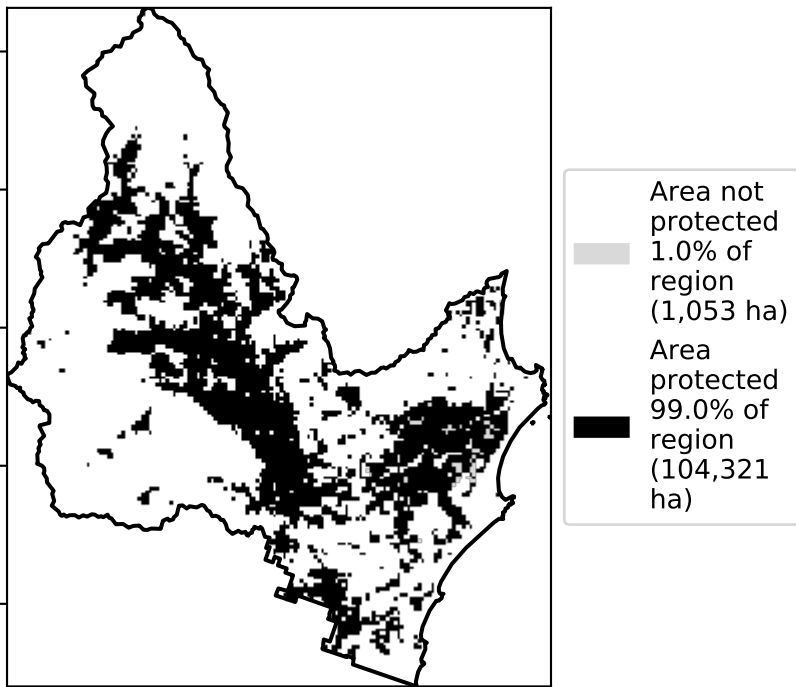 Area not
protected
1.0% of
region
(1,053 ha)
Area
protected
99.0% of
region
(104,321
ha)